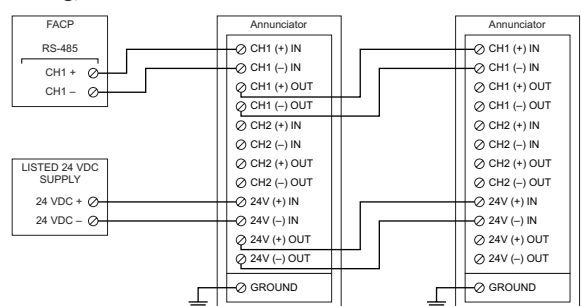 FACP
RS-485
CH1 +
CH1 –
LISTED 24 VDC
SUPPLY
24 VDC +
24 VDC –
Annunciator
CH1 (+) IN
CH1 (–) IN
CH1 (+) OUT
CH1 (–) OUT
CH2 (+) IN
CH2 (–) IN
CH2 (+) OUT
CH2 (–) OUT
24V (+) IN
24V (–) IN
24V (+) OUT
24V (–) OUT
GROUND
Annunciator
CH1 (+) IN
CH1 (–) IN
CH1 (+) OUT
CH1 (–) OUT
CH2 (+) IN
CH2 (–) IN
CH2 (+) OUT
CH2 (–) OUT
24V (+) IN
24V (–) IN
24V (+) OUT
24V (–) OUT
GROUND